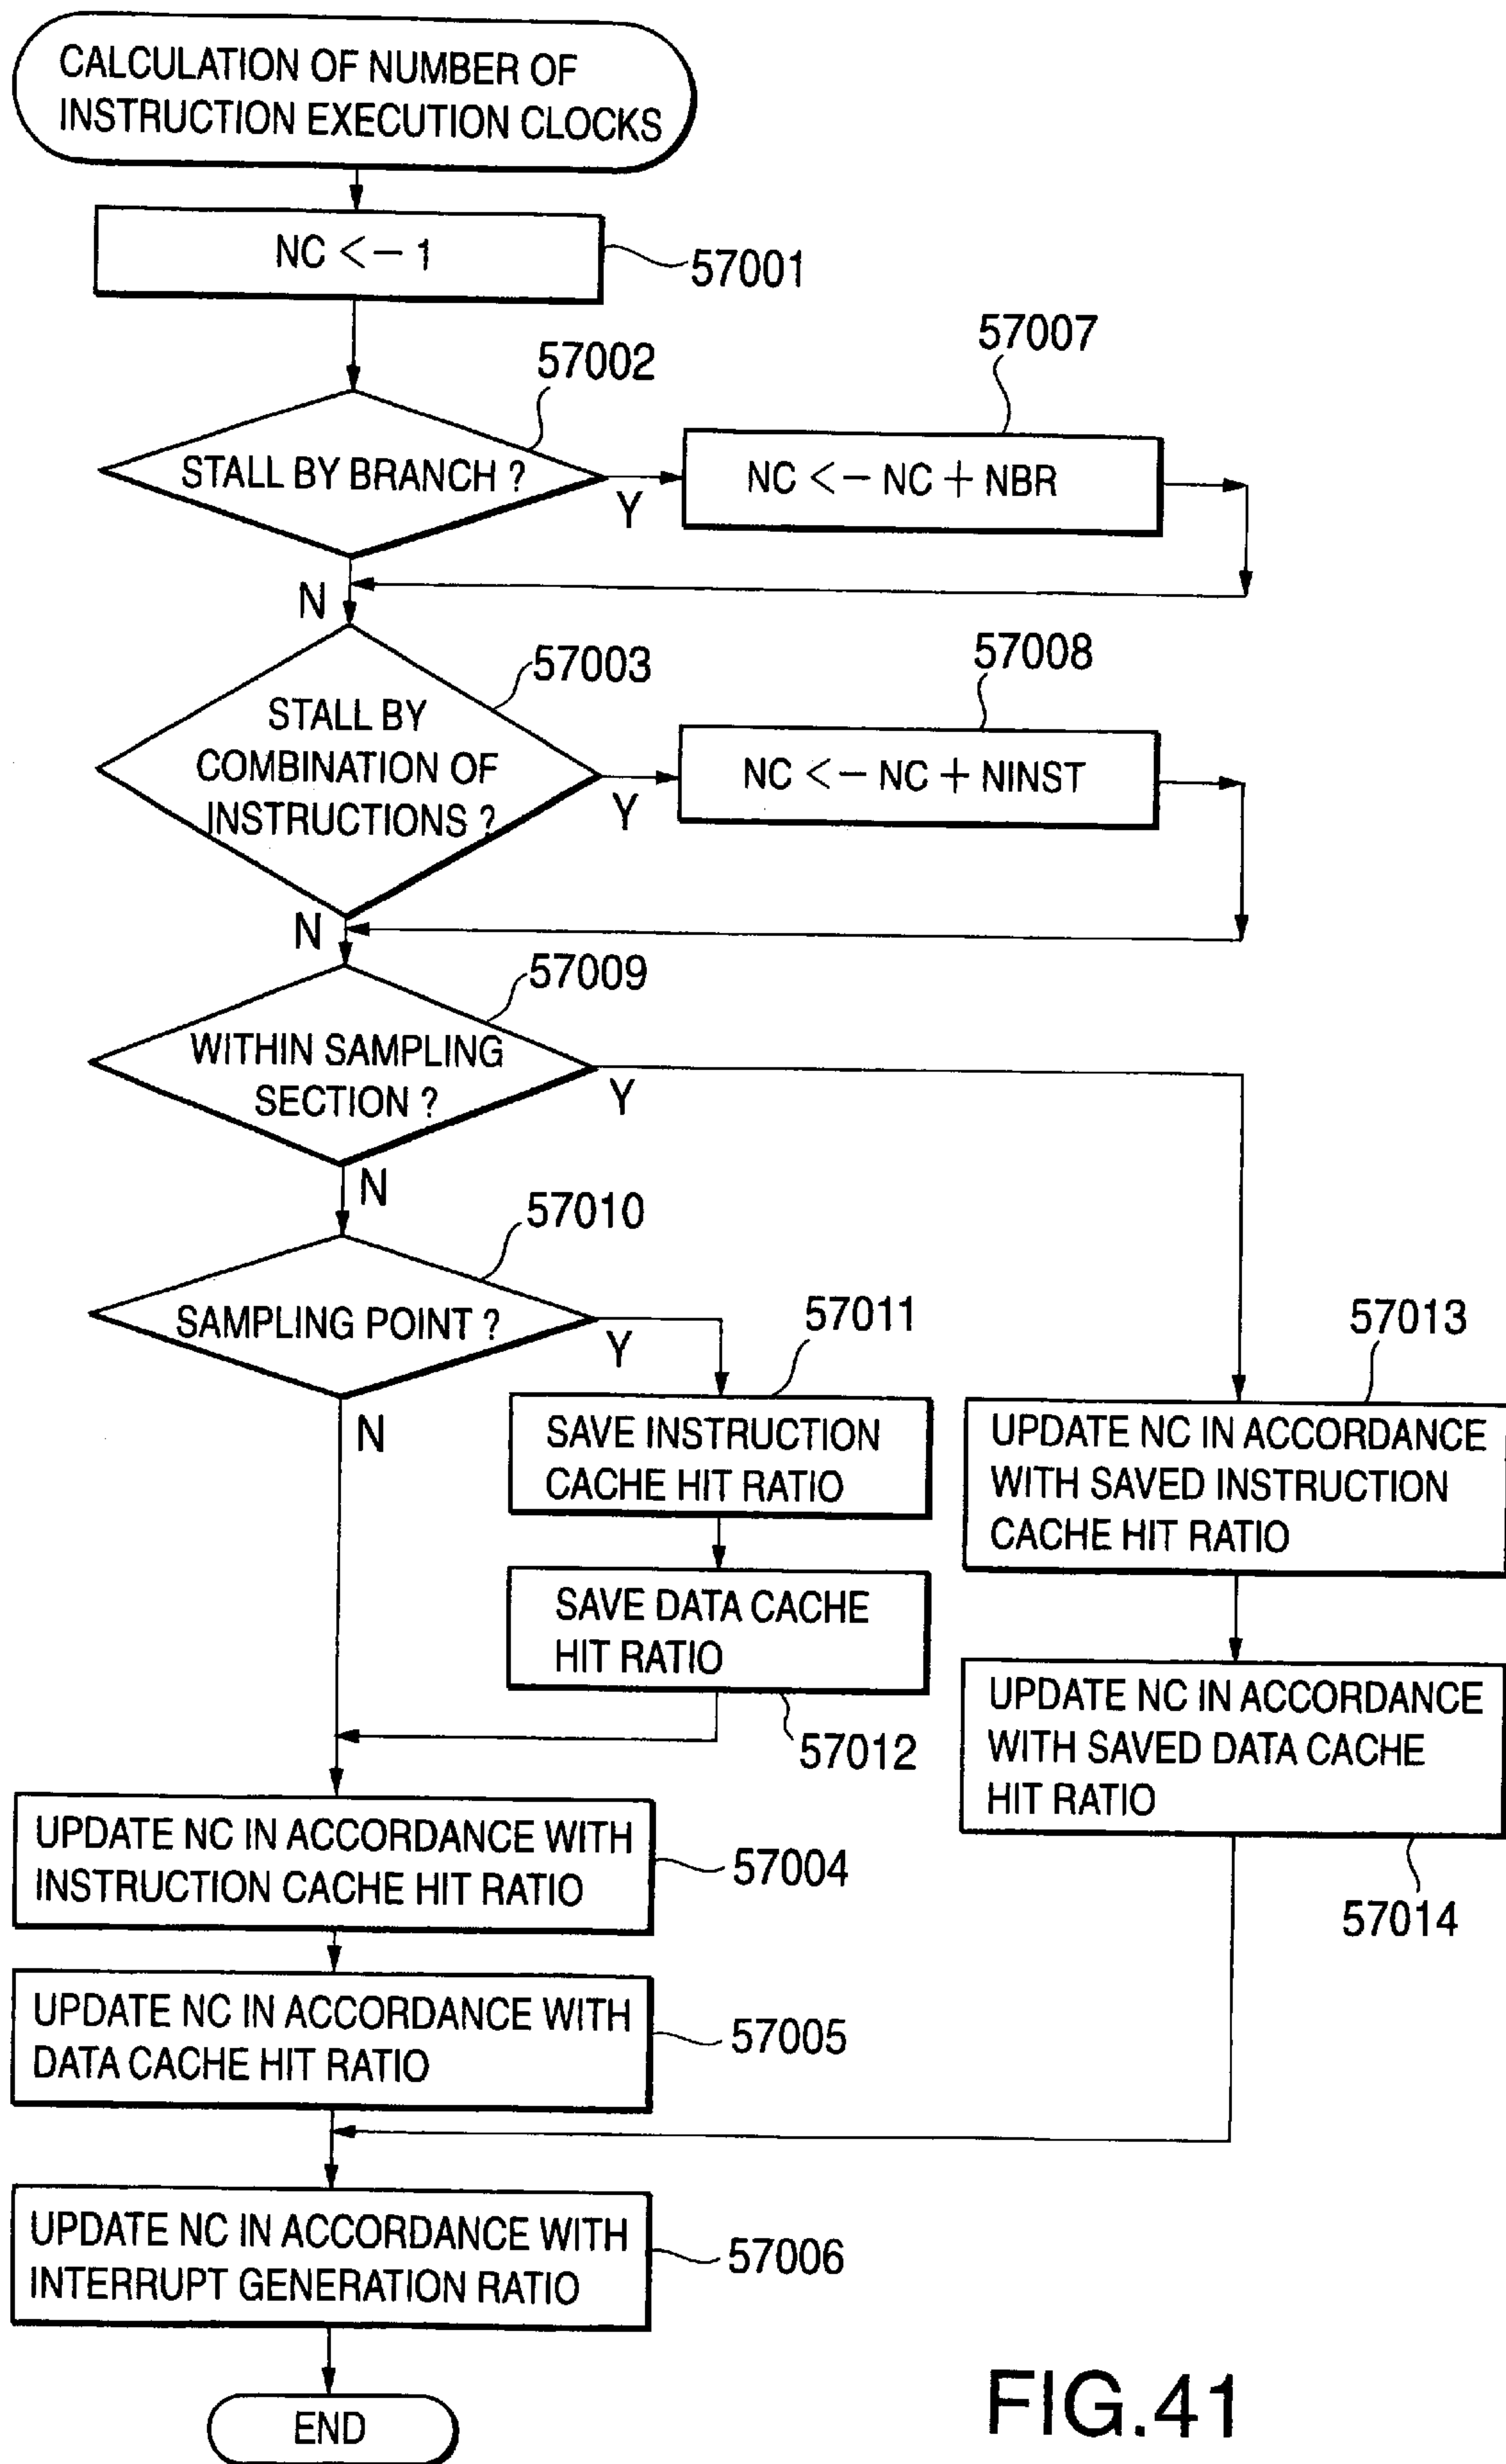 CALCULATION OF NUMBER OF
INSTRUCTION EXECUTION CLOCKS
NC <– 1
57001
57002
57007
STALL BY BRANCH ?
Y
NC <– NC + NBR
N
57003
57008
STALL BY
COMBINATION OF
INSTRUCTIONS ?
Y
NC <– NC + NINST
N
57009
WITHIN SAMPLING
SECTION ?
Y
N
57010
SAMPLING POINT ?
Y
N
57011
SAVE INSTRUCTION
CACHE HIT RATIO
57013
UPDATE NC IN ACCORDANCE
WITH SAVED INSTRUCTION
CACHE HIT RATIO
SAVE DATA CACHE
HIT RATIO
57012
UPDATE NC IN ACCORDANCE
WITH SAVED DATA CACHE
HIT RATIO
57014
UPDATE NC IN ACCORDANCE WITH
INSTRUCTION CACHE HIT RATIO
57004
UPDATE NC IN ACCORDANCE WITH
DATA CACHE HIT RATIO
57005
UPDATE NC IN ACCORDANCE WITH
INTERRUPT GENERATION RATIO
57006
END
FIG.41